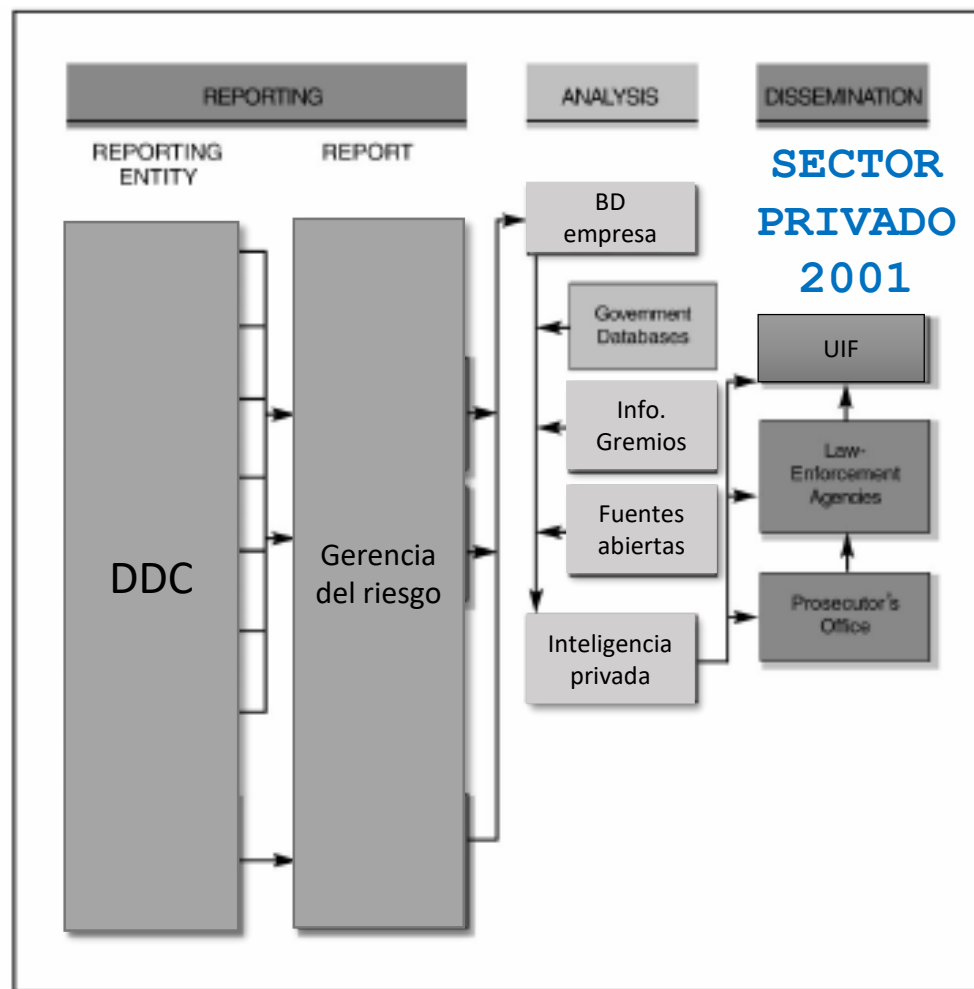 REPORTING
ANALYSIS
DISSEMINATION
REPORTING
ENTITY
REPORT
SECTOR
PRIVADO
2001
BD
empresa
Government
Databases
UIF
Info.
Gremios
Law-
Enforcement
Agencies
Fuentes
abiertas
DDC
Gerencia
del riesgo
Prosecutor's
Office
Inteligencia
privada